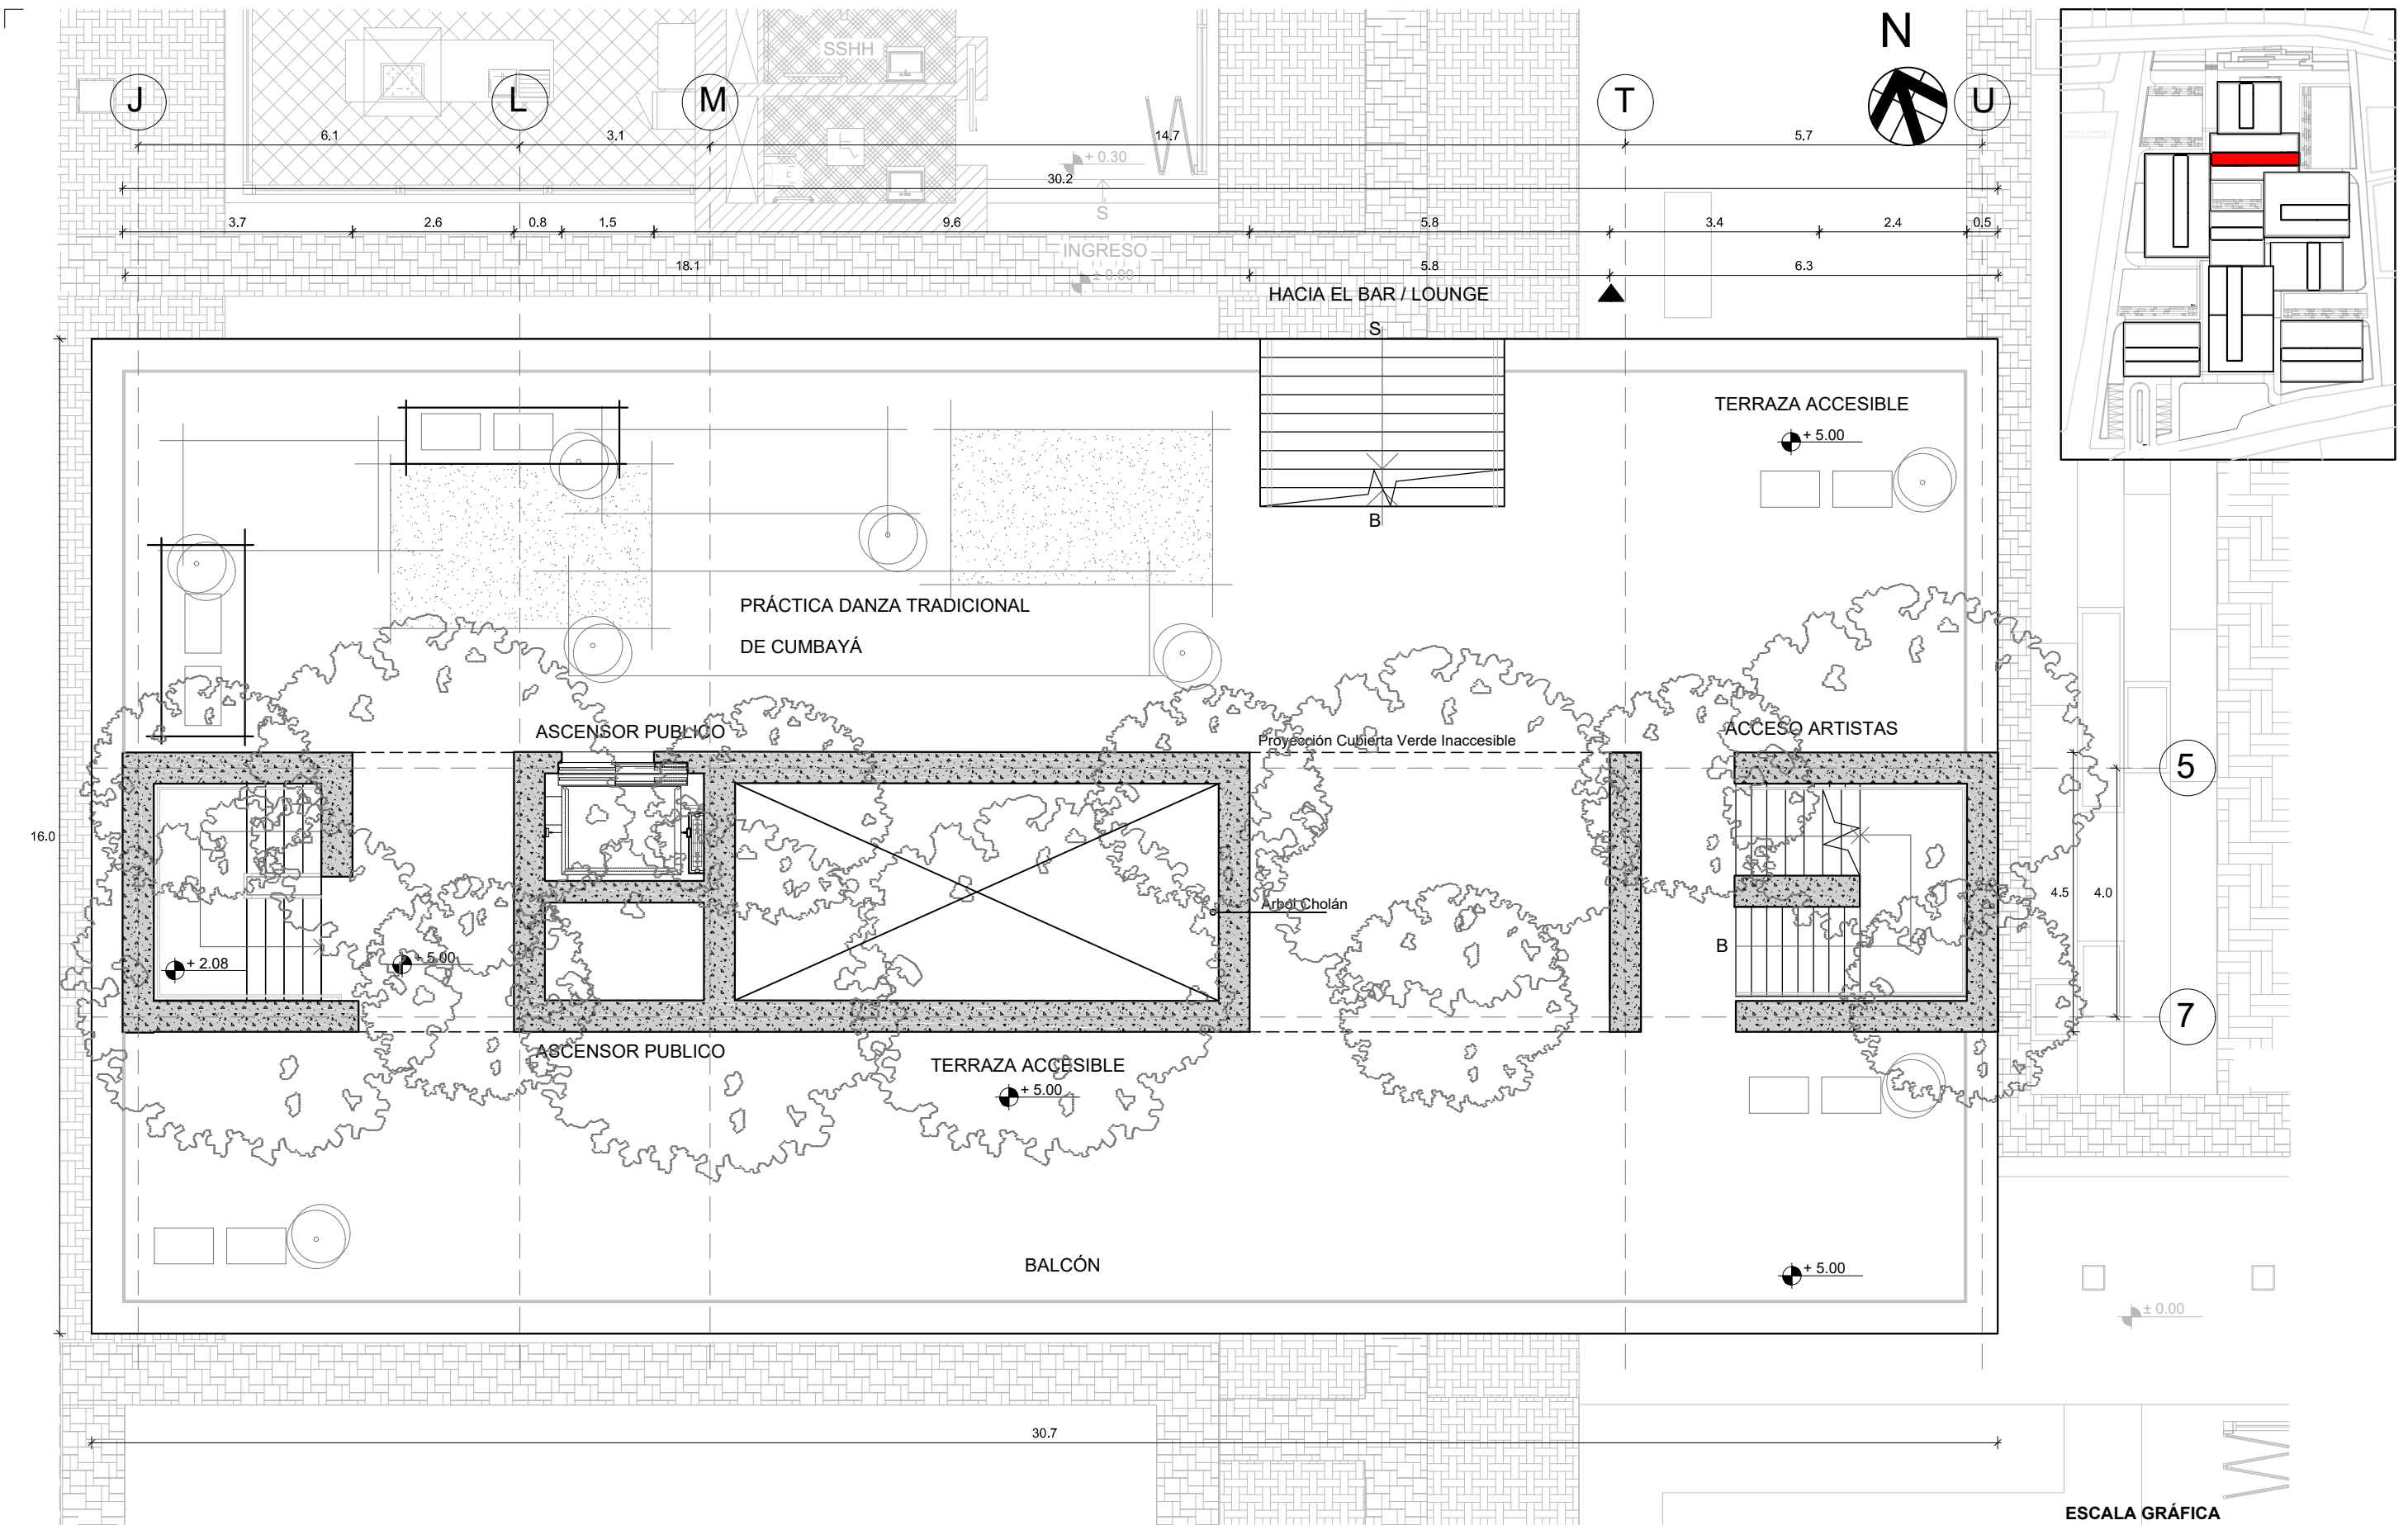 SSHH
N
J
L
M
T
U
6.1
3.1
14.7
5.7
+ 0.30
30.2
S
3.7
2.6
0.8
1.5
9.6
5.8
3.4
2.4
0.5
INGRESO
18.1
± 0.00
5.8
6.3
HACIA EL BAR / LOUNGE
S
TERRAZA ACCESIBLE
+ 5.00
B
PRÁCTICA DANZA TRADICIONAL
DE CUMBAYÁ
ASCENSOR PUBLICO
Proyección Cubierta Verde Inaccesible
ACCESO ARTISTAS
5
16.0
4.5
4.0
Arbol Cholán
B
+ 2.08
+ 5.00
7
ASCENSOR PUBLICO
TERRAZA ACCESIBLE
+ 5.00
BALCÓN
+ 5.00
± 0.00
30.7
ESCALA GRÁFICA